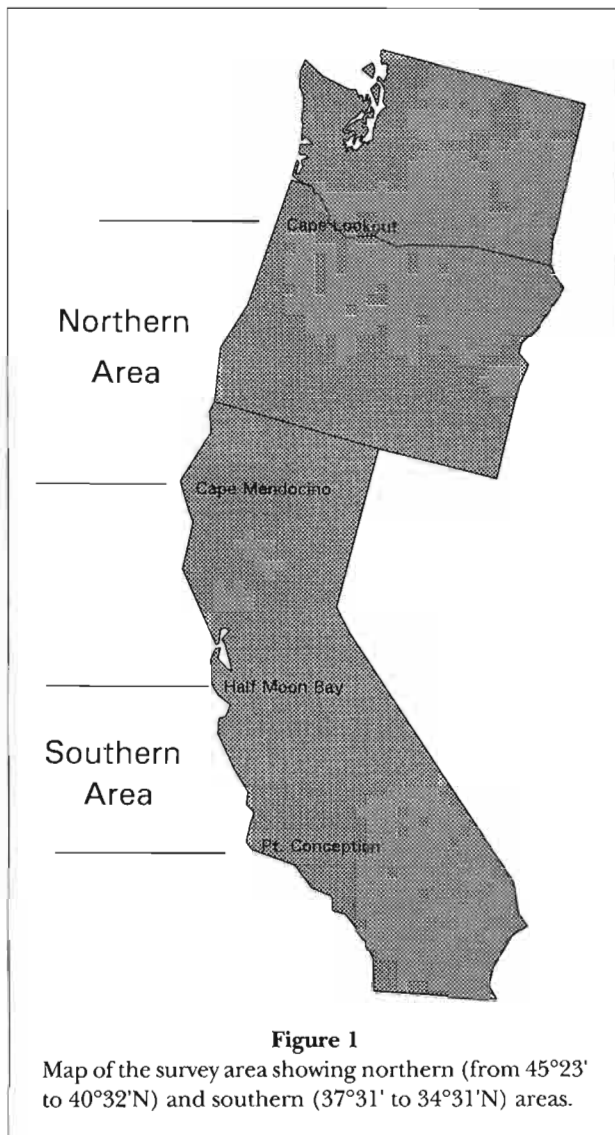 Cape Lookout
Northern
Area
Cape Mendocino
Half Moon Bay
Southern
Area
Pt. Conception
Figure 1
Map of the survey area showing northern (from 45°23'
to 40°32'N) and southern (37°31' to 34°31'N) areas.